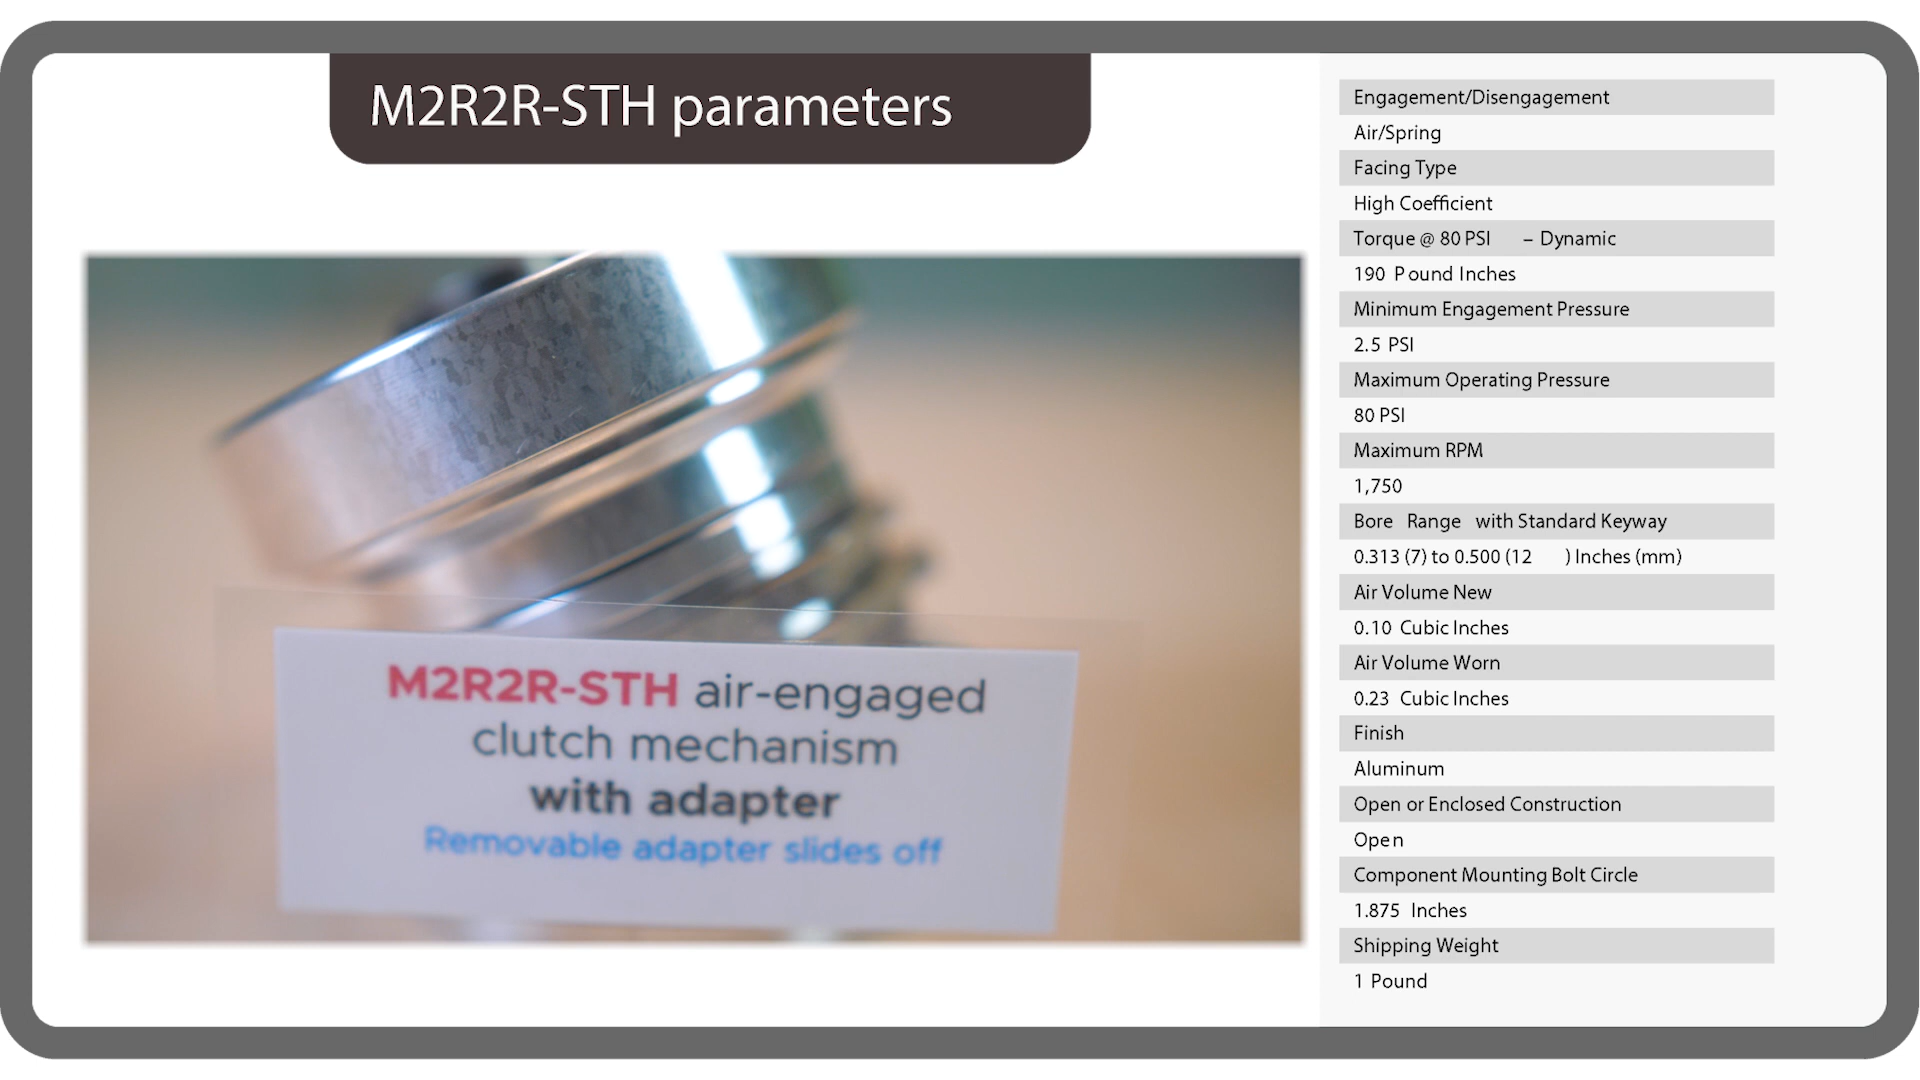 M2R2R-STH parameters
M2R2R-STH air-engaged
clutch mechanism
with adapter
Removable adapter slides off
Engagement/Disengagement
Air/Spring
Facing Type
High Coefficient
Torque @ 80 PSI – Dynamic
190 Pound Inches
Minimum Engagement Pressure
2.5 PSI
Maximum Operating Pressure
80 PSI
Maximum RPM
1,750
Bore Range with Standard Keyway
0.313 (7) to 0.500 (12 ) Inches (mm)
Air Volume New
0.10 Cubic Inches
Air Volume Worn
0.23 Cubic Inches
Finish
Aluminum
Open or Enclosed Construction
Open
Component Mounting Bolt Circle
1.875 Inches
Shipping Weight
1 Pound